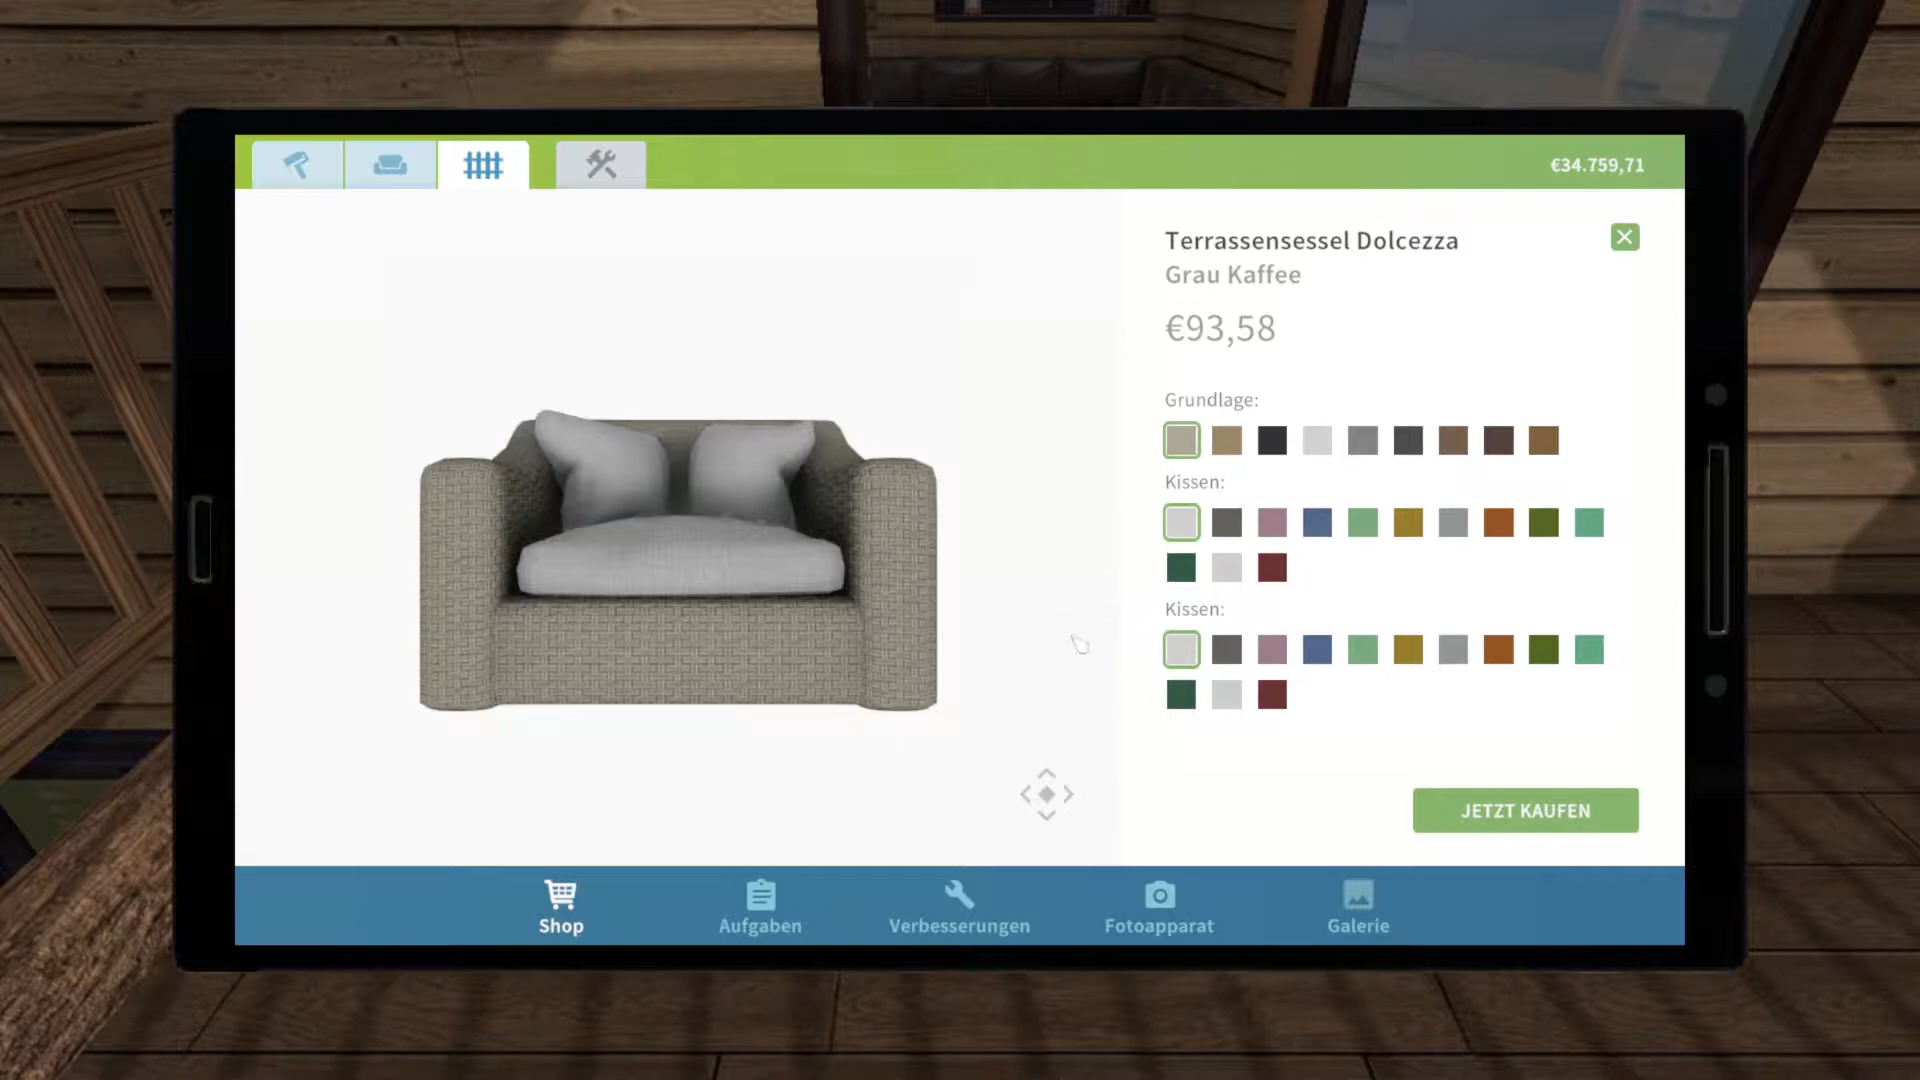 €34.759,71
Terrassensessel Dolcezza
Grau Kaffee
€93,58
Grundlage:
Kissen:
Kissen:
JETZT KAUFEN
Shop
Aufgaben
Verbesserungen
Fotoapparat
Galerie